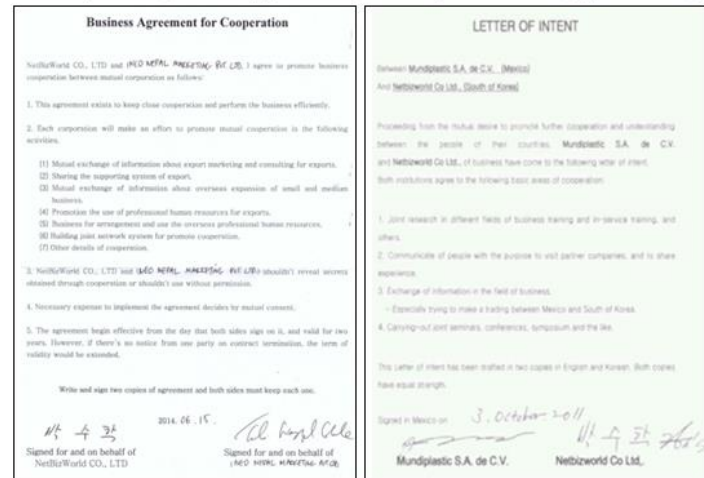 Business Agreement for Cooperation
NetBizWorld CO., LTD and (NEO NEPAL MARKETING PVT. LTD. ) agree to promote business
cooperation between mutual corporation as follows:
1. This agreement exists to keep close cooperation and perform the business efficiently.
2. Each corporation will make an effort to promote mutual cooperation in the following
activities.
(1) Mutual exchange of information about export marketing and consulting for exports.
(2) Sharing the supporting system of export.
(3) Mutual exchange of information about overseas expansion of small and medium
business.
(4) Promotion the use of professional human resources for exports.
(5) Business for arrangement and use the overseas professional human resources.
(6) Building joint network system for promote cooperation.
(7) Other details of cooperation.
3. NetBizWorld CO., LTD and (NEO NEPAL MARKETING PVT LTD) shouldn't reveal secrets
obtained through cooperation or shouldn't use without permission.
4. Necessary expense to implement the agreement decides by mutual consent.
5. The agreement begin effective from the day that both sides sign on it, and valid for two
years. However, if there's no notice from one party on contract termination, the term of
validity would be extended.
Write and sign two copies of agreement and both sides must keep each one.
2014. 06. 15.
박 수 학
Signed for and on behalf of
NetBizWorld CO., LTD
Signed for and on behalf of
(NEO NEPAL MARKETING PVT. LTD
LETTER OF INTENT
Between Mundiplastic S.A. de C.V. (Mexico)
And Netbizworld Co Ltd., (South of Korea)
Proceeding from the mutual desire to promote further cooperation and understanding
between the people of their countries, Mundiplastic S.A. de C.V.
and Netbizworld Co Ltd., of business have come to the following letter of intent.
Both institutions agree to the following basic areas of cooperation.
1. Joint research in different fields of business training and in-service training, and
others.
2. Communicate of people with the purpose to visit partner companies, and to share
experience.
3. Exchange of information in the field of business.
- Especially trying to make a trading between Mexico and South of Korea.
4. Carrying-out joint seminars, conferences, symposium and the like.
This Letter of Intent has been drafted in two copies in English and Korean. Both copies
have equal strength.
Signed in Mexico on 3. October 2011
박 수 학
Mundiplastic S.A. de C.V. Netbizworld Co Ltd,.